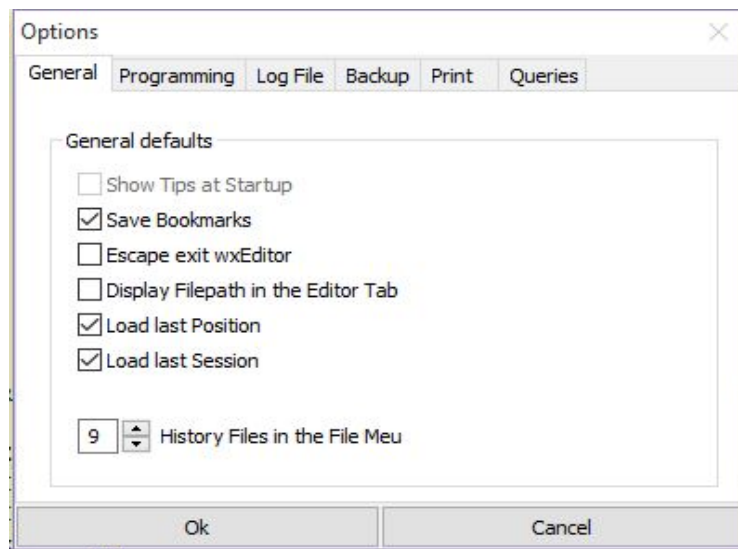 Options
General Programming Log File Backup Print Queries
General defaults
Show Tips at Startup
Save Bookmarks
Escape exit wxEditor
Display Filepath in the Editor Tab
Load last Position
Load last Session
9 History Files in the File Meu
Ok Cancel